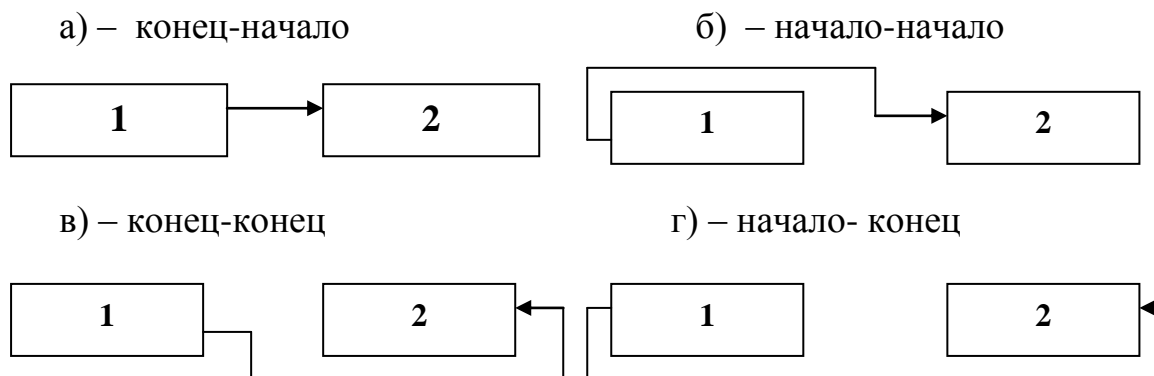 а) – конец-начало
б) – начало-начало
1
2
1
2
в) – конец-конец
г) – начало- конец
1
2
1
2